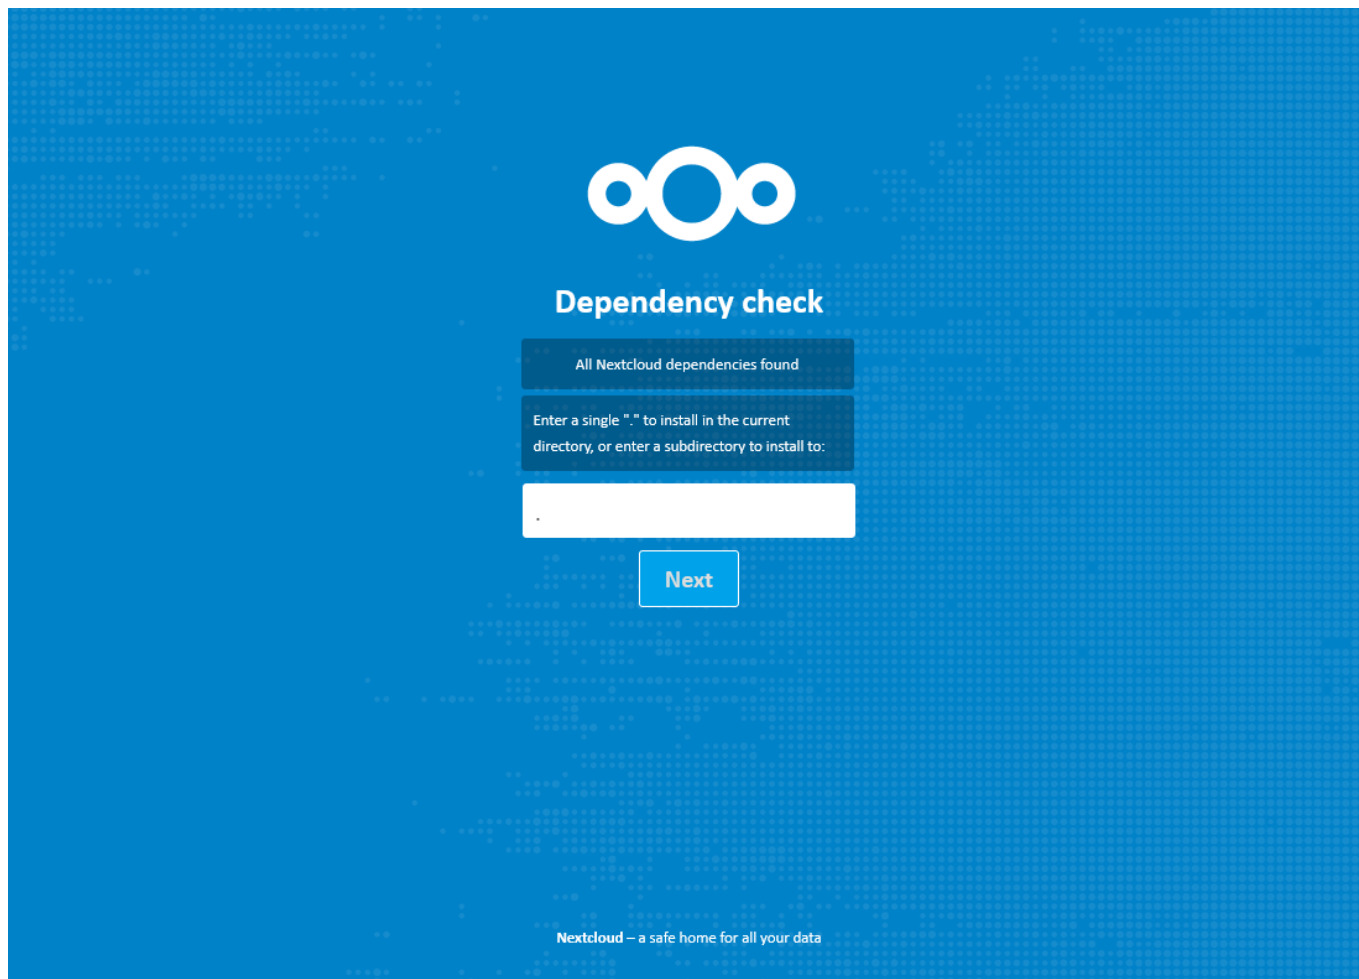 Dependency check
All Nextcloud dependencies found
Enter a single "." to install in the current
directory, or enter a subdirectory to install to:
.
Next
Nextcloud – a safe home for all your data